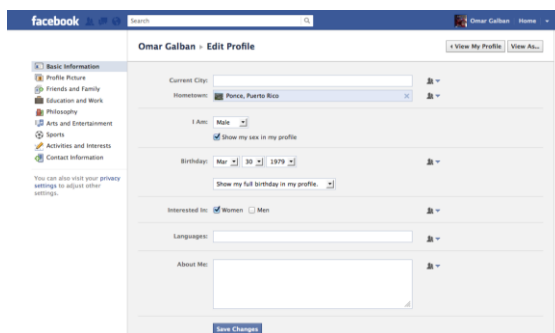 facebook
Search
Omar Galban Home
Omar Galban ▸ Edit Profile
◂ View My Profile
View As...
Basic Information
Profile Picture
Friends and Family
Education and Work
Philosophy
Arts and Entertainment
Sports
Activities and Interests
Contact Information
You can also visit your privacy
settings to adjust other
settings.
Current City:
Hometown: Ponce, Puerto Rico
I Am: Male
Show my sex in my profile
Birthday: Mar 30 1979
Show my full birthday in my profile.
Interested In: Women Men
Languages:
About Me:
Save Changes